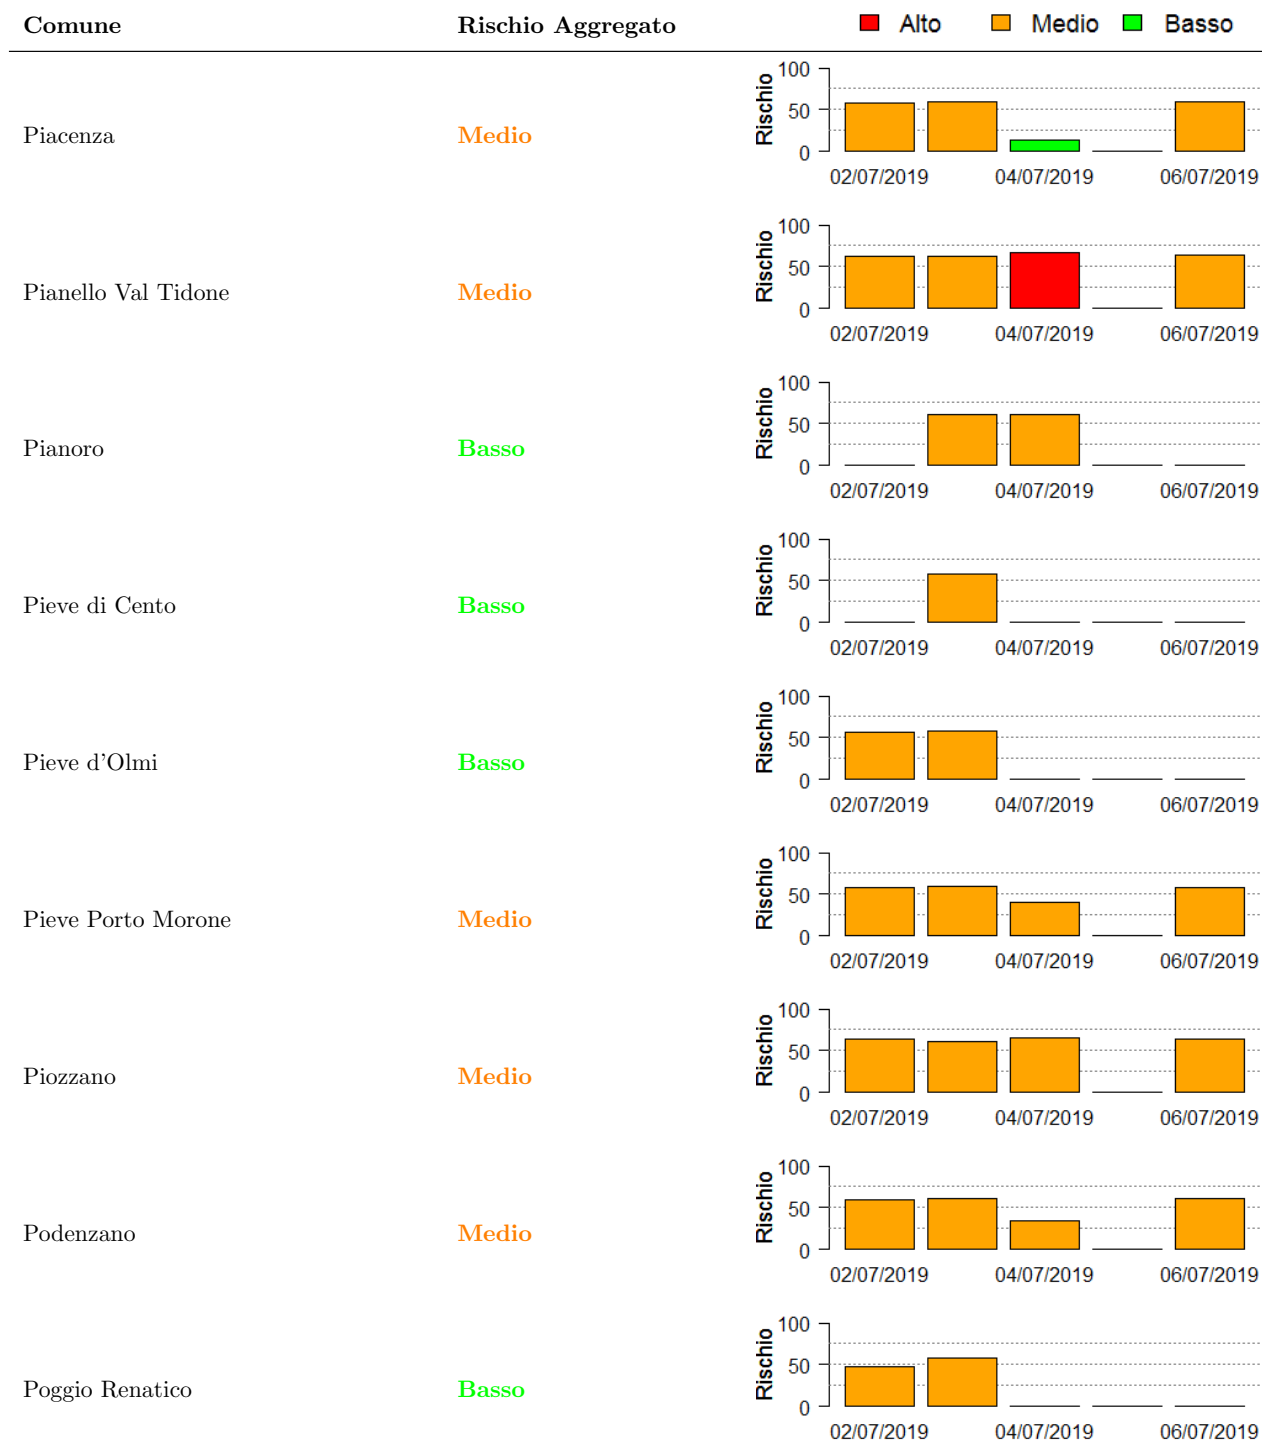 Comune Rischio Aggregato Alto Medio Basso
Piacenza Medio
Rischio
100
50
0
02/07/2019 04/07/2019 06/07/2019
Pianello Val Tidone Medio
Rischio
100
50
0
02/07/2019 04/07/2019 06/07/2019
Pianoro Basso
Rischio
100
50
0
02/07/2019 04/07/2019 06/07/2019
Pieve di Cento Basso
Rischio
100
50
0
02/07/2019 04/07/2019 06/07/2019
Pieve d'Olmi Basso
Rischio
100
50
0
02/07/2019 04/07/2019 06/07/2019
Pieve Porto Morone Medio
Rischio
100
50
0
02/07/2019 04/07/2019 06/07/2019
Piozzano Medio
Rischio
100
50
0
02/07/2019 04/07/2019 06/07/2019
Podenzano Medio
Rischio
100
50
0
02/07/2019 04/07/2019 06/07/2019
Poggio Renatico Basso
Rischio
100
50
0
02/07/2019 04/07/2019 06/07/2019